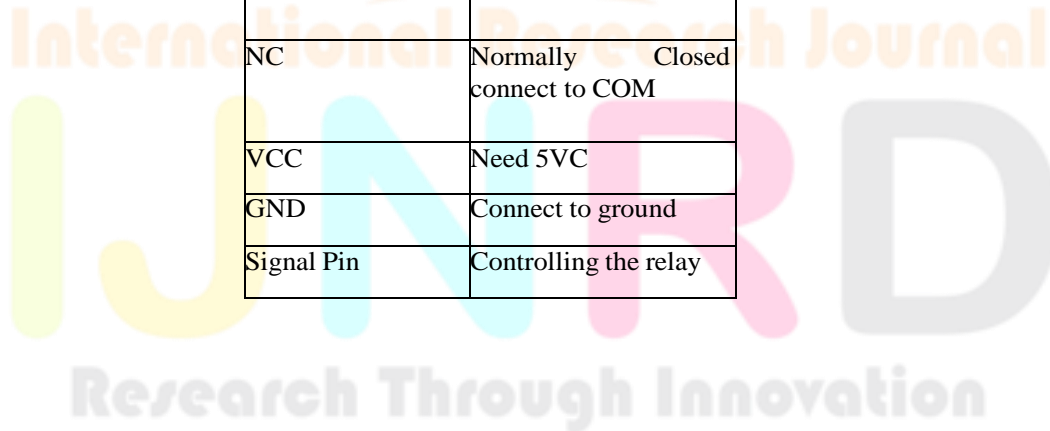 International Research Journal
NC Normally Closed
connect to COM
VCC Need 5VC
GND Connect to ground
Signal Pin Controlling the relay
IJNRD
Research Through Innovation